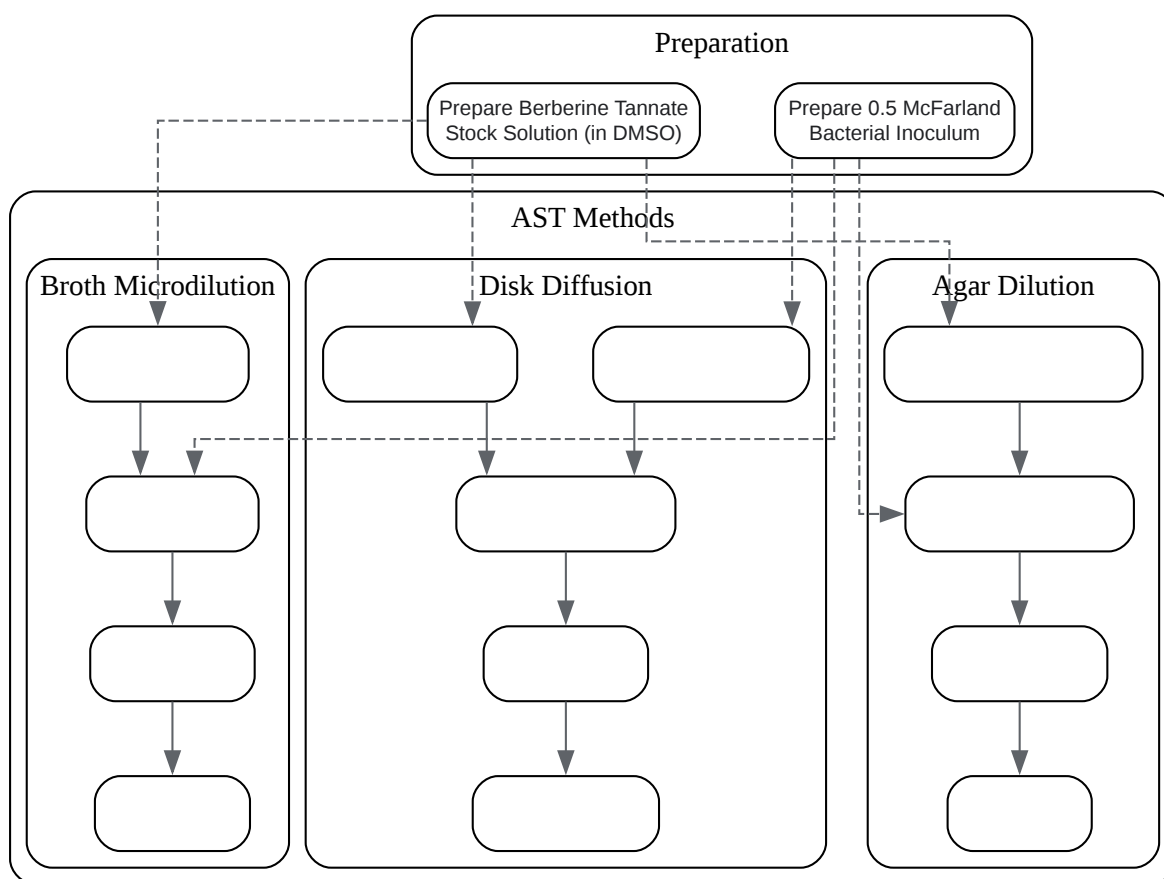 Preparation
Prepare Berberine Tannate
Stock Solution (in DMSO)
Prepare 0.5 McFarland
Bacterial Inoculum
AST Methods
Broth Microdilution
Disk Diffusion
Agar Dilution